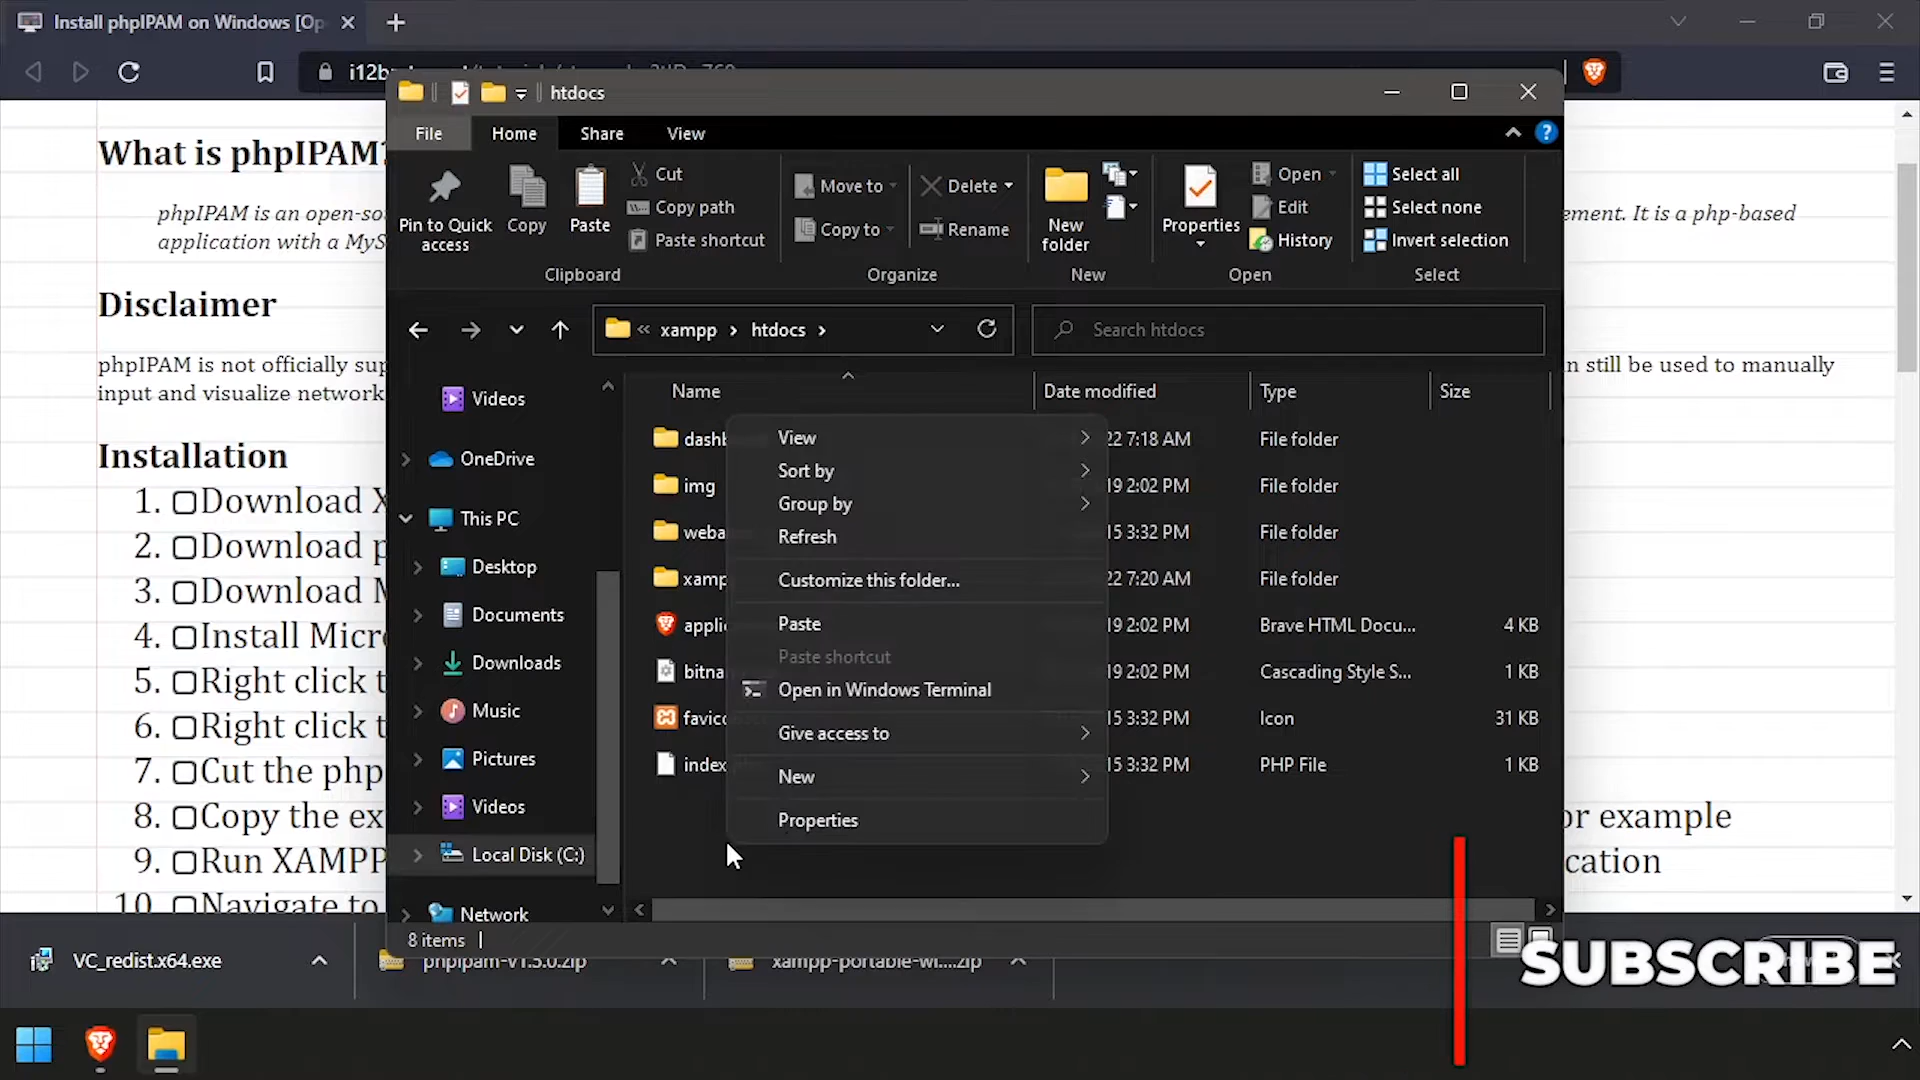 Install phpIPAM on Windows [Op
htdocs
File
Home
Share
View
Pin to Quick access
Copy
Paste
Cut
Copy path
Paste shortcut
Clipboard
Move to
Copy to
Delete
Rename
Organize
New folder
New
Properties
Open
Edit
History
Open
Select all
Select none
Invert selection
Select
xampp
htdocs
Search htdocs
What is phpIPAM?
ement. It is a php-based
application with a MyS
Disclaimer
phpIPAM is not officially
n still be used to manually
input and visualize network
Installation
1. Download X
2. Download p
3. Download M
4. Install Micr
5. Right click t
6. Right click t
7. Cut the php
8. Copy the ex
or example
9. Run XAMPP
cation
10. Navigate to
Videos
OneDrive
This PC
Desktop
Documents
Downloads
Music
Pictures
Videos
Local Disk (C:)
Network
Name
Date modified
Type
Size
dashb
22 7:18 AM
File folder
img
19 2:02 PM
File folder
weba
15 3:32 PM
File folder
xamp
22 7:20 AM
File folder
appli
19 2:02 PM
Brave HTML Docu...
4 KB
bitna
19 2:02 PM
Cascading Style S...
1 KB
favic
15 3:32 PM
Icon
31 KB
index
15 3:32 PM
PHP File
1 KB
View
Sort by
Group by
Refresh
Customize this folder...
Paste
Paste shortcut
Open in Windows Terminal
Give access to
New
Properties
8 items
VC_redist.x64.exe
phpipam-v1.5.0.zip
xampp-portable-wi....zip
SUBSCRIBE